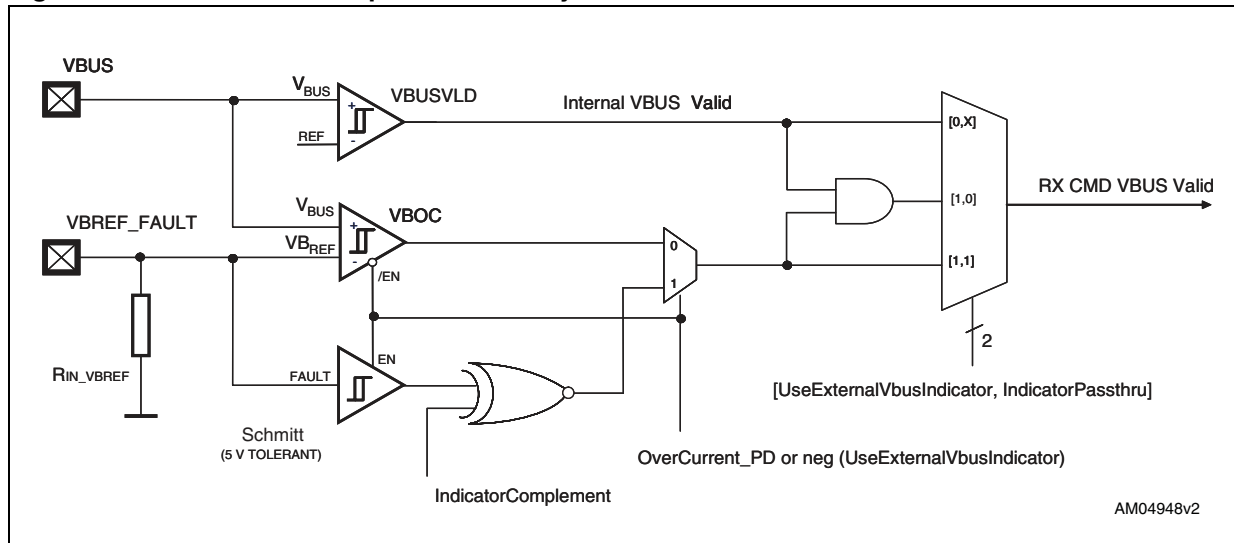 VBUS
VBUS
+
VBUSVLD
Internal VBUS Valid
REF
-
[0,X]
VBREF_FAULT
VBUS
+
VBOC
VBREF
-
/EN
0
1
[1,0]
[1,1]
RX CMD VBUS Valid
2
RIN_VBREF
EN
FAULT
[UseExternalVbusIndicator, IndicatorPassthru]
Schmitt
(5 V TOLERANT)
OverCurrent_PD or neg (UseExternalVbusIndicator)
IndicatorComplement
AM04948v2